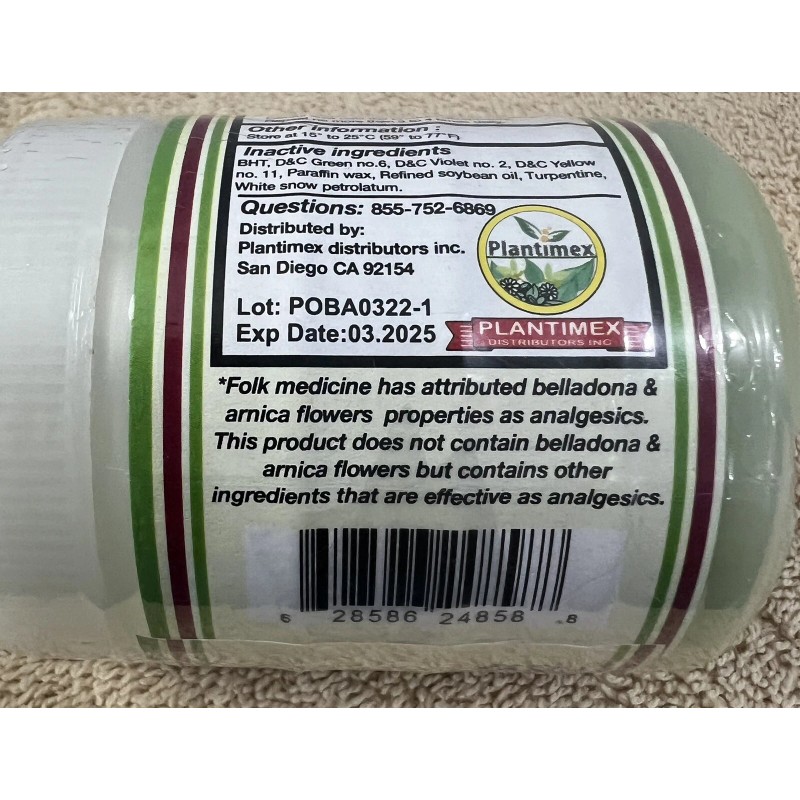 Other information :
Store at 15° to 25°C (59° to 77°F)
Inactive ingredients
BHT, D&C Green no.6, D&C Violet no. 2, D&C Yellow
no. 11, Paraffin wax, Refined soybean oil, Turpentine,
White snow petrolatum.
Questions: 855-752-6869
Distributed by:
Plantimex distributors inc.
San Diego CA 92154
Lot: POBA0322-1
Exp Date:03.2025
Plantimex
PLANTIMEX
DISTRIBUTORS INC
*Folk medicine has attributed belladona &
arnica flowers properties as analgesics.
This product does not contain belladona &
arnica flowers but contains other
ingredients that are effective as analgesics.
6 28586 24858 8